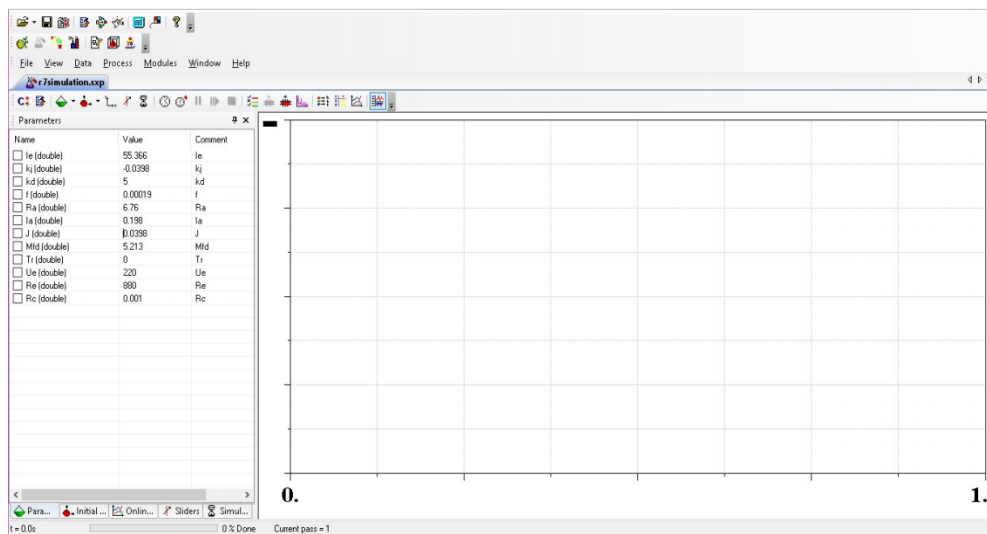 File View Data Process Modules Window Help
r7simulation.sxp
Parameters
Name Value Comment
Ie (double) 55.366 Ie
kj (double) -0.0398 kj
kd (double) 5 kd
f (double) 0.00019 f
Ra (double) 6.76 Ra
Ia (double) 0.198 Ia
J (double) 0.0398 J
Mfd (double) 5.213 Mfd
Tr (double) 0 Tr
Ue (double) 220 Ue
Re (double) 880 Re
Rc (double) 0.001 Rc
0. 1.
Para... Initial ... Onlin... Sliders Simul...
t = 0.0s 0 % Done Current pass = 1